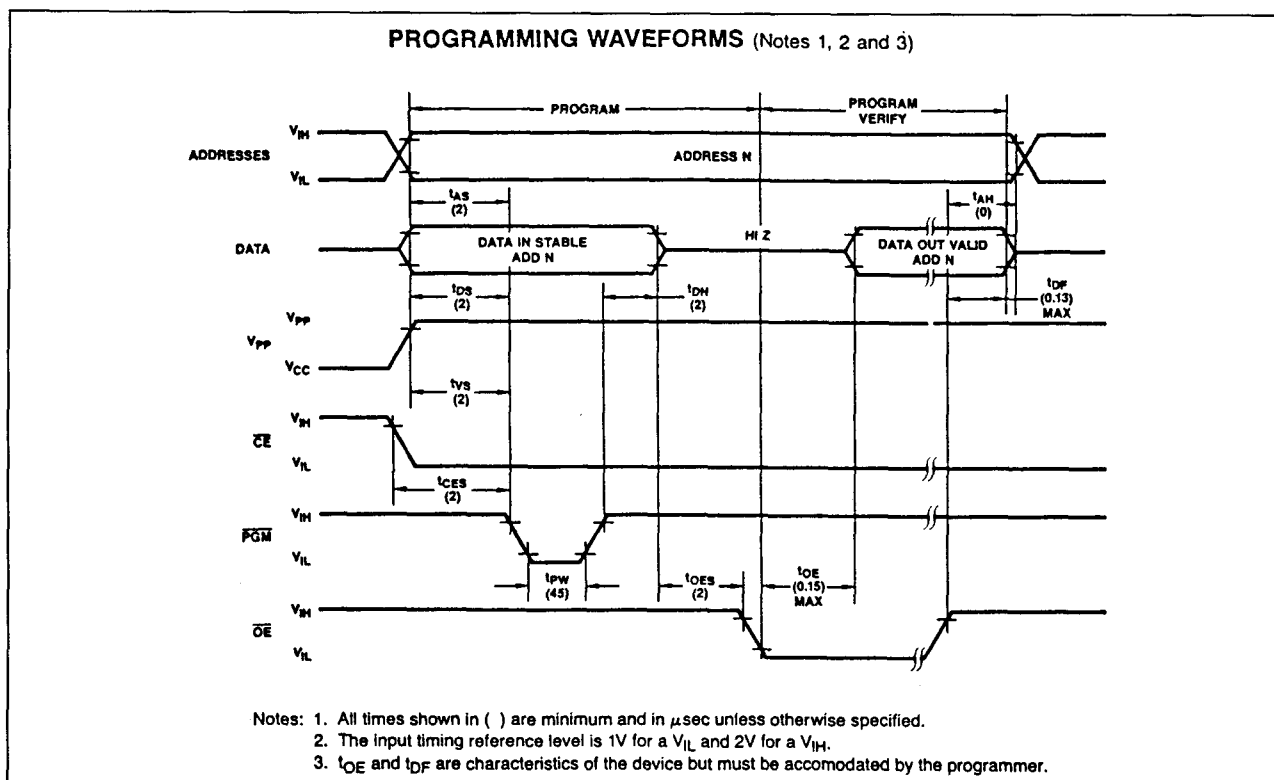 PROGRAMMING WAVEFORMS (Notes 1, 2 and 3)
PROGRAM
PROGRAM
VERIFY
ADDRESSES
VIH
VIL
ADDRESS N
tAS
(2)
tAH
(0)
DATA
DATA IN STABLE
ADD N
HI Z
DATA OUT VALID
ADD N
tDS
(2)
tDH
(2)
tDF
(0.13)
MAX
VPP
VPP
VCC
tVS
(2)
CE
VIH
VIL
tCES
(2)
PGM
VIH
VIL
tPW
(45)
tOES
(2)
tOE
(0.15)
MAX
OE
VIH
VIL
Notes: 1. All times shown in ( ) are minimum and in μsec unless otherwise specified.
2. The input timing reference level is 1V for a VIL and 2V for a VIH.
3. tOE and tDF are characteristics of the device but must be accomodated by the programmer.